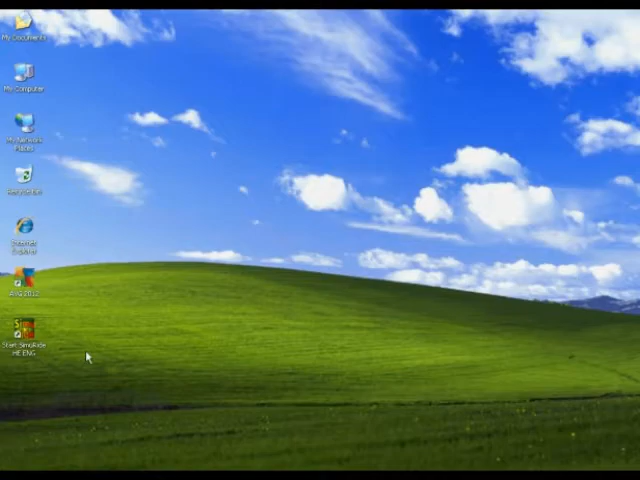 My Documents
My Computer
My Network
Places
Recycle Bin
Internet
Explorer
AVG 2012
Start SimuRide
HE ENG